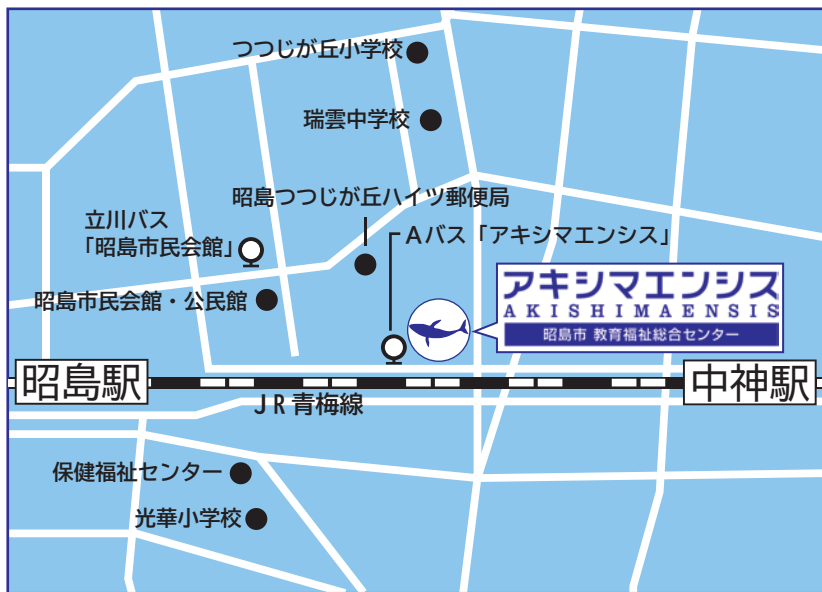 つつじが丘小学校
瑞雲中学校
昭島つつじが丘ハイツ郵便局
立川バス
「昭島市民会館」
Aバス「アキシマエンシス」
昭島市民会館・公民館
アキシマエンシス
AKISHIMAENSIS
昭島市 教育福祉総合センター
昭島駅
中神駅
JR青梅線
保健福祉センター
光華小学校